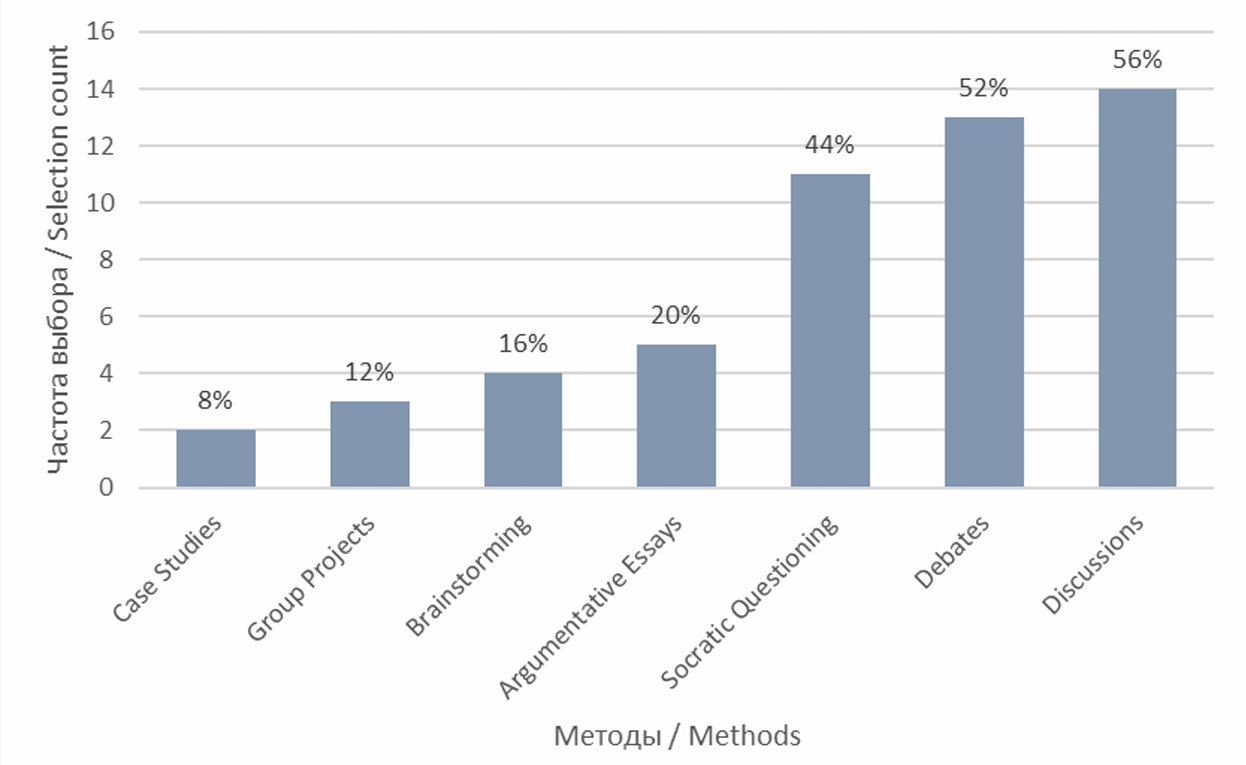 Частота выбора / Selection count
16
14
12
10
8
6
4
2
0
8%
12%
16%
20%
44%
52%
56%
Case Studies
Group Projects
Brainstorming
Argumentative Essays
Socratic Questioning
Debates
Discussions
Методы / Methods